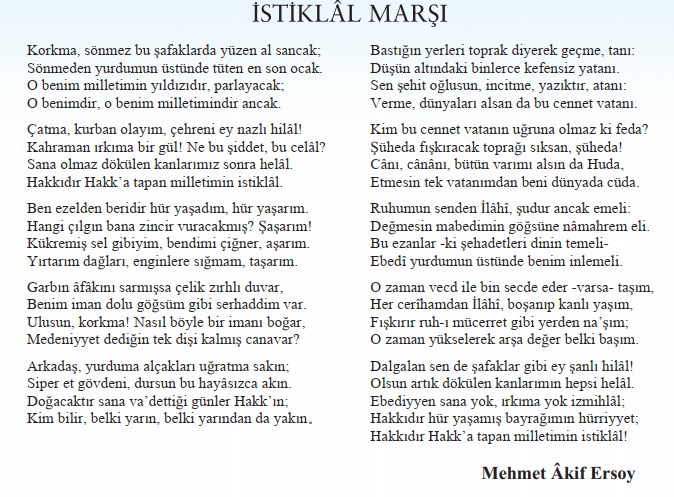 İSTİKLÂL MARŞI
Korkma, sönmez bu şafaklarda yüzen al sancak;
Sönmeden yurdumun üstünde tüten en son ocak.
O benim milletimin yıldızıdır, parlayacak;
O benimdir, o benim milletimindir ancak.
Çatma, kurban olayım, çehreni ey nazlı hilâl!
Kahraman ırkıma bir gül! Ne bu şiddet, bu celâl?
Sana olmaz dökülen kanlarımız sonra helâl.
Hakkıdır Hakk’a tapan milletimin istiklâl.
Ben ezelden beridir hür yaşadım, hür yaşarım.
Hangi çılgın bana zincir vuracakmış? Şaşarım!
Kükremiş sel gibiyim, bendimi çiğner, aşarım.
Yırtarım dağları, enginlere sığmam, taşarım.
Garbın âfâkını sarmışsa çelik zırhlı duvar,
Benim iman dolu göğsüm gibi serhaddim var.
Ulusun, korkma! Nasıl böyle bir imanı boğar,
Medeniyyet dediğin tek dişi kalmış canavar?
Arkadaş, yurduma alçakları uğratma sakın;
Siper et gövdeni, dursun bu hayâsızca akın.
Doğacaktır sana va’dettiği günler Hakk’ın;
Kim bilir, belki yarın, belki yarından da yakın.
Bastığın yerleri toprak diyerek geçme, tanı:
Düşün altındaki binlerce kefensiz yatanı.
Sen şehit oğlusun, incitme, yazıktır, atanı:
Verme, dünyaları alsan da bu cennet vatanı.
Kim bu cennet vatanın uğruna olmaz ki feda?
Şüheda fışkıracak toprağı sıksan, şüheda!
Cânı, cânânı, bütün varımı alsın da Huda,
Etmesin tek vatanımdan beni dünyada cüda.
Ruhumun senden İlâhî, şudur ancak emeli:
Değmesin mabedimin göğsüne nâmahrem eli.
Bu ezanlar -ki şehadetleri dinin temeli-
Ebedî yurdumun üstünde benim inlemeli.
O zaman vecd ile bin secde eder -varsa- taşım,
Her cerîhamdan İlâhî, boşanıp kanlı yaşım,
Fışkırır ruh-ı mücerret gibi yerden na’şım;
O zaman yükselerek arşa değer belki başım.
Dalgalan sen de şafaklar gibi ey şanlı hilâl!
Olsun artık dökülen kanlarımın hepsi helâl.
Ebediyyen sana yok, ırkıma yok izmihlâl;
Hakkıdır hür yaşamış bayrağımın hürriyyet;
Hakkıdır Hakk’a tapan milletimin istiklâl!
Mehmet Âkif Ersoy